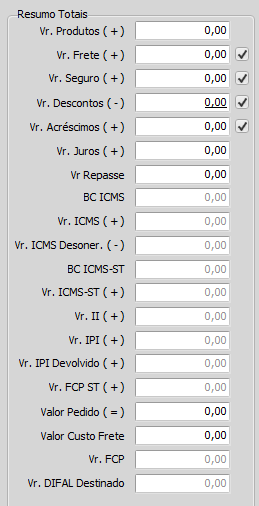 Resumo Totais
Vr. Produtos ( + ) 0,00
Vr. Frete ( + ) 0,00
Vr. Seguro ( + ) 0,00
Vr. Descontos ( - ) 0,00
Vr. Acréscimos ( + ) 0,00
Vr. Juros ( + ) 0,00
Vr Repasse 0,00
BC ICMS 0,00
Vr. ICMS ( + ) 0,00
Vr. ICMS Desoner. ( - ) 0,00
BC ICMS-ST 0,00
Vr. ICMS-ST ( + ) 0,00
Vr. II ( + ) 0,00
Vr. IPI ( + ) 0,00
Vr. IPI Devolvido ( + ) 0,00
Vr. FCP ST ( + ) 0,00
Valor Pedido ( = ) 0,00
Valor Custo Frete 0,00
Vr. FCP 0,00
Vr. DIFAL Destinado 0,00